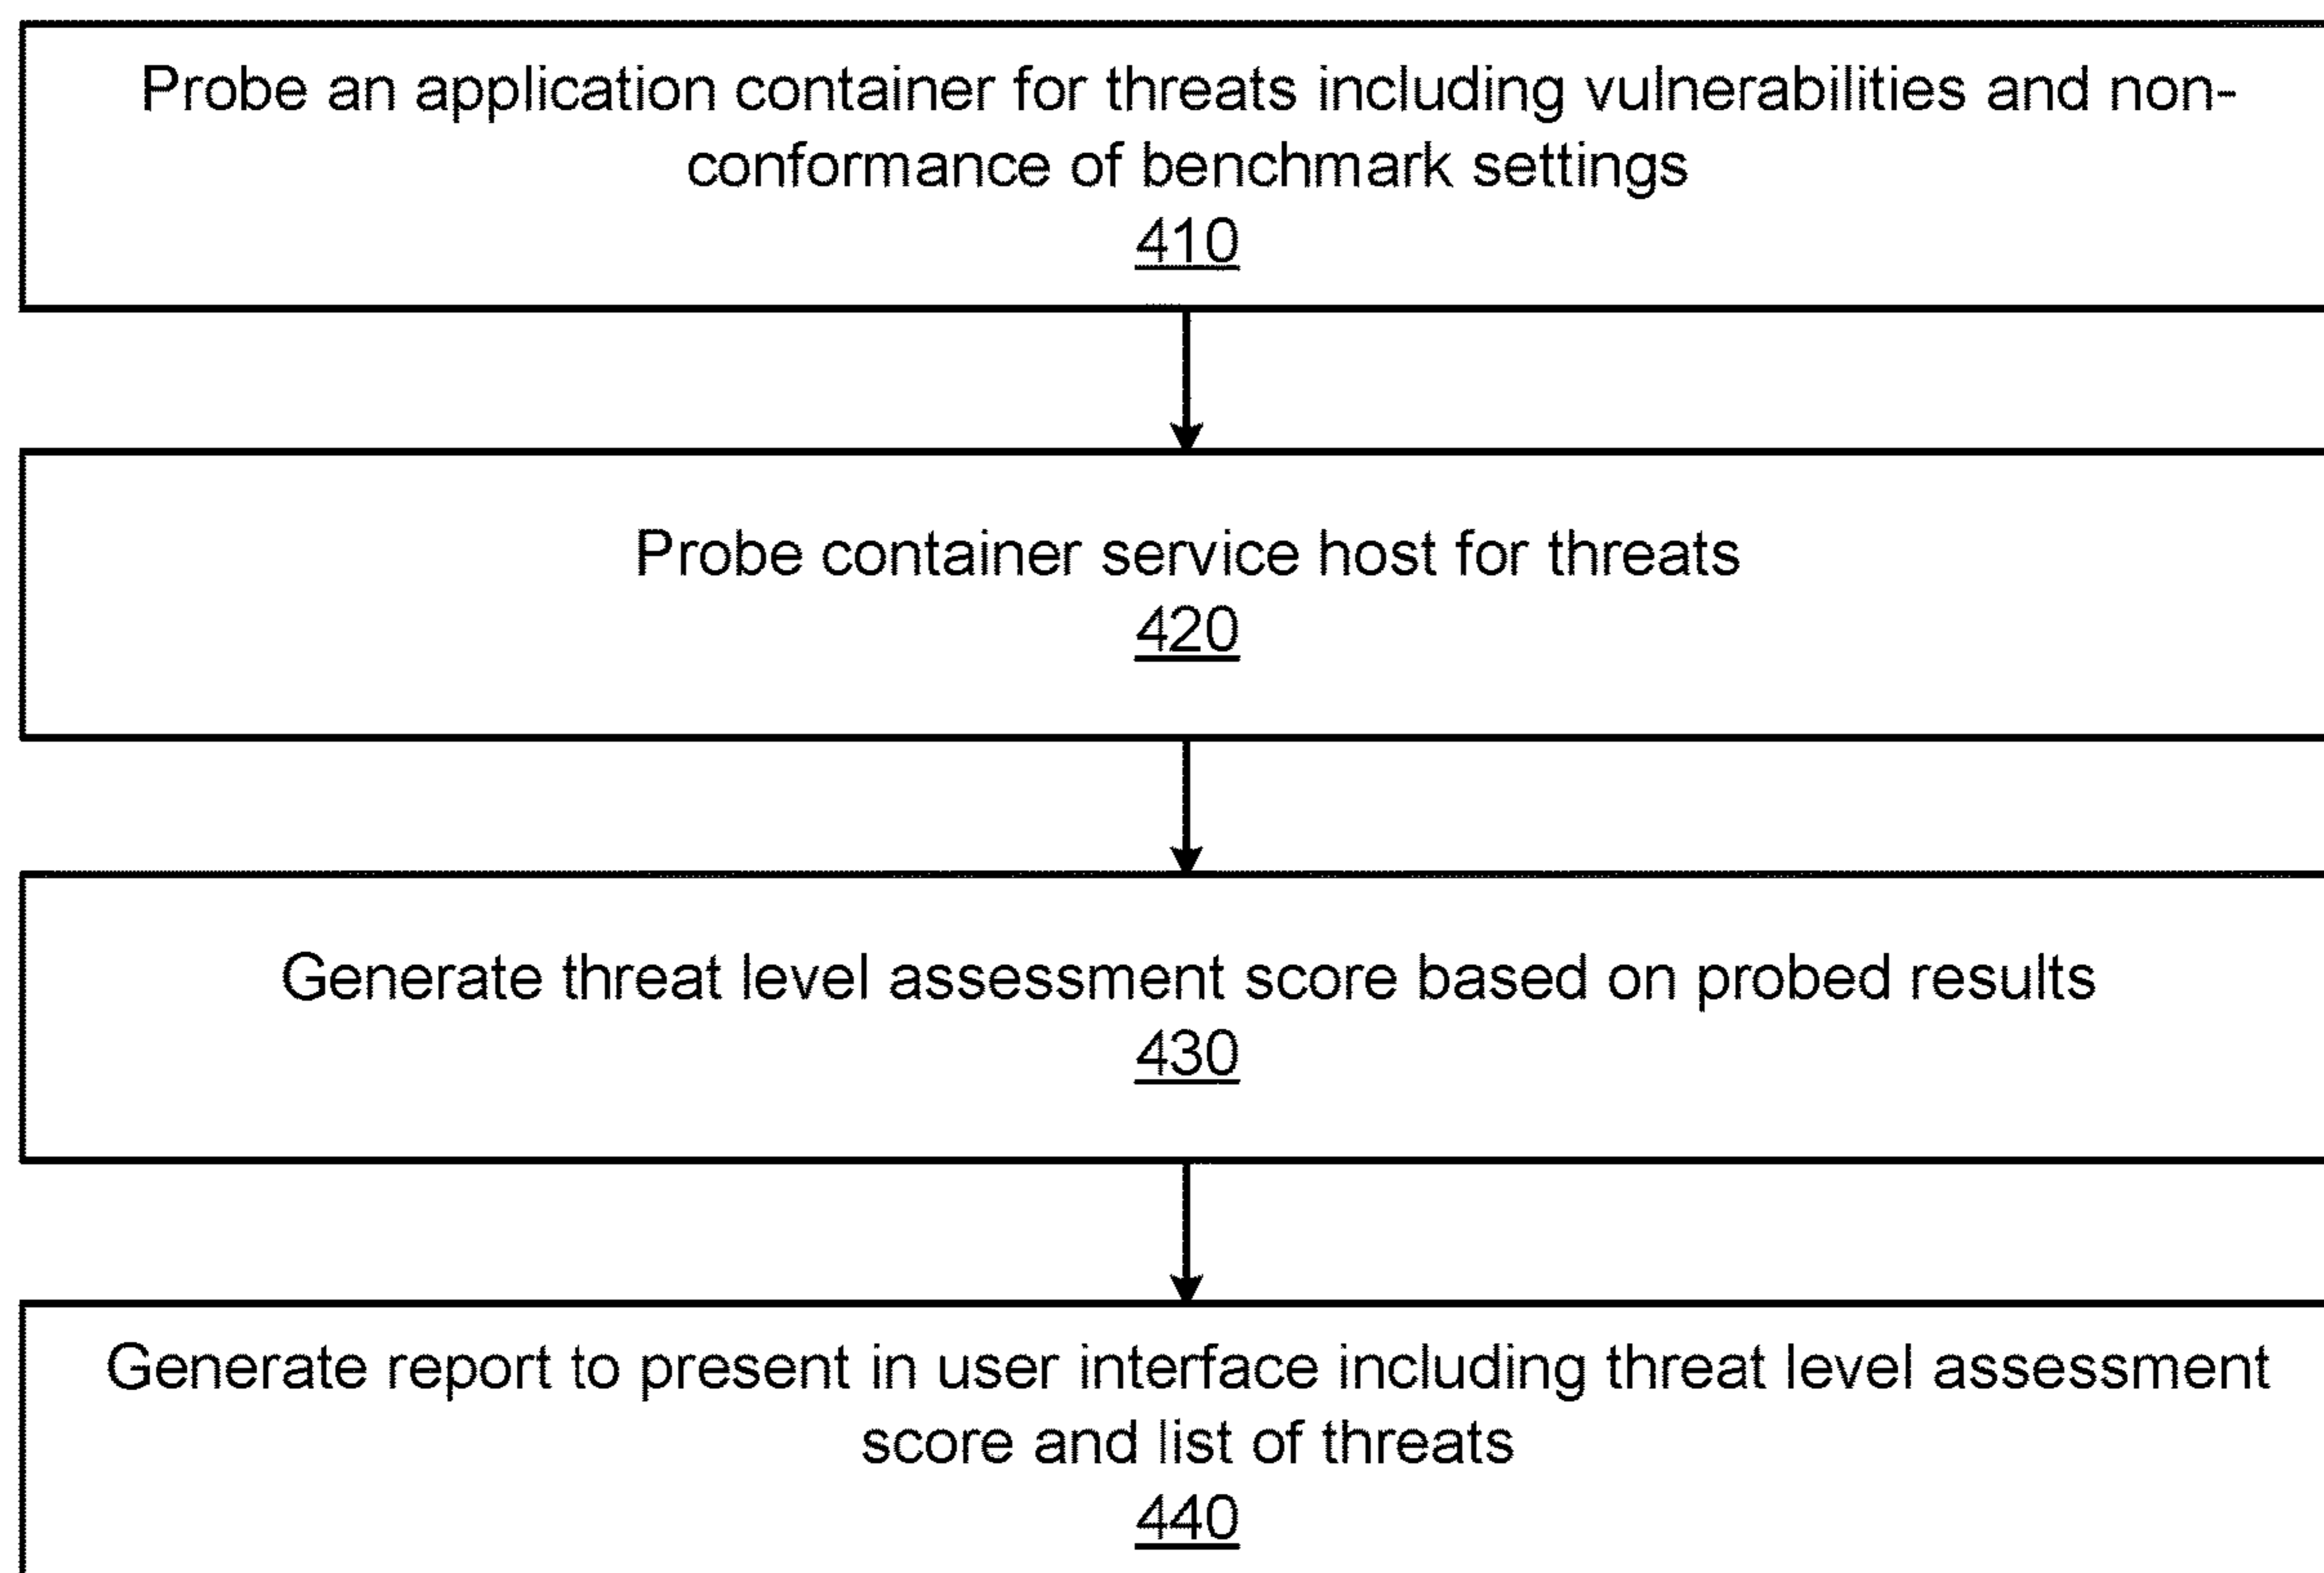 Probe an application container for threats including vulnerabilities and non-
conformance of benchmark settings
410
Probe container service host for threats
420
Generate threat level assessment score based on probed results
430
Generate report to present in user interface including threat level assessment
score and list of threats
440